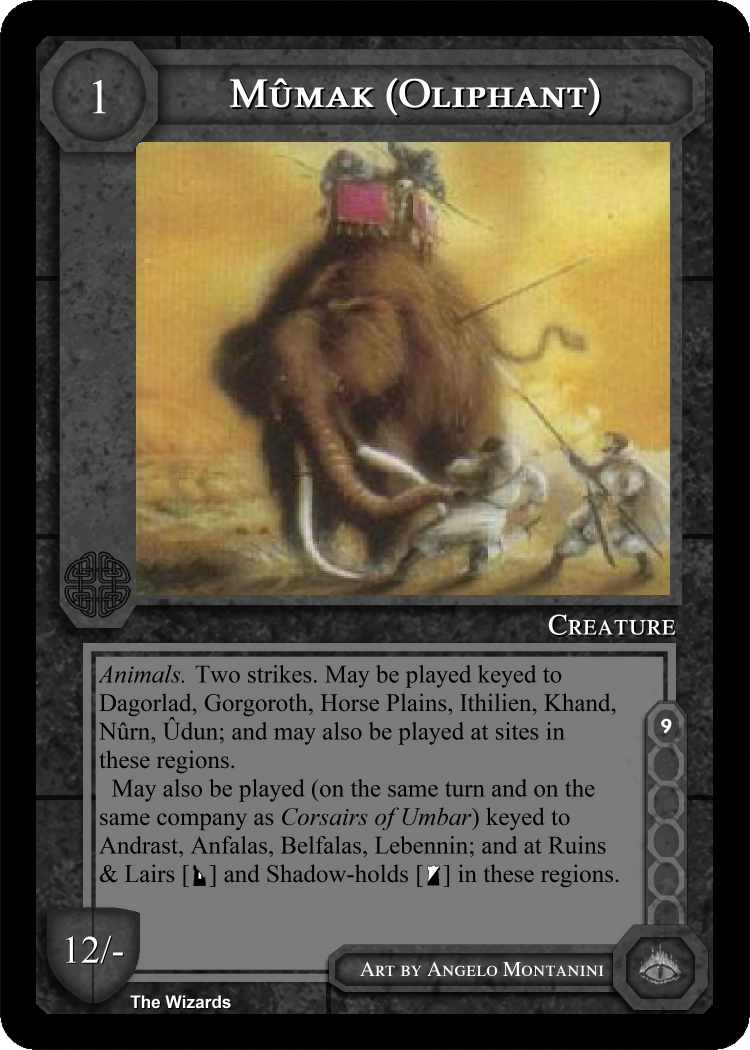 1
MÛMAK (OLIPHANT)
CREATURE
Animals. Two strikes. May be played keyed to
Dagorlad, Gorgoroth, Horse Plains, Ithilien, Khand,
Nûrn, Ûdun; and may also be played at sites in
these regions.
May also be played (on the same turn and on the
same company as Corsairs of Umbar) keyed to
Andrast, Anfalas, Belfalas, Lebennin; and at Ruins
& Lairs [ ] and Shadow-holds [ ] in these regions.
9
12/-
ART BY ANGELO MONTANINI
The Wizards